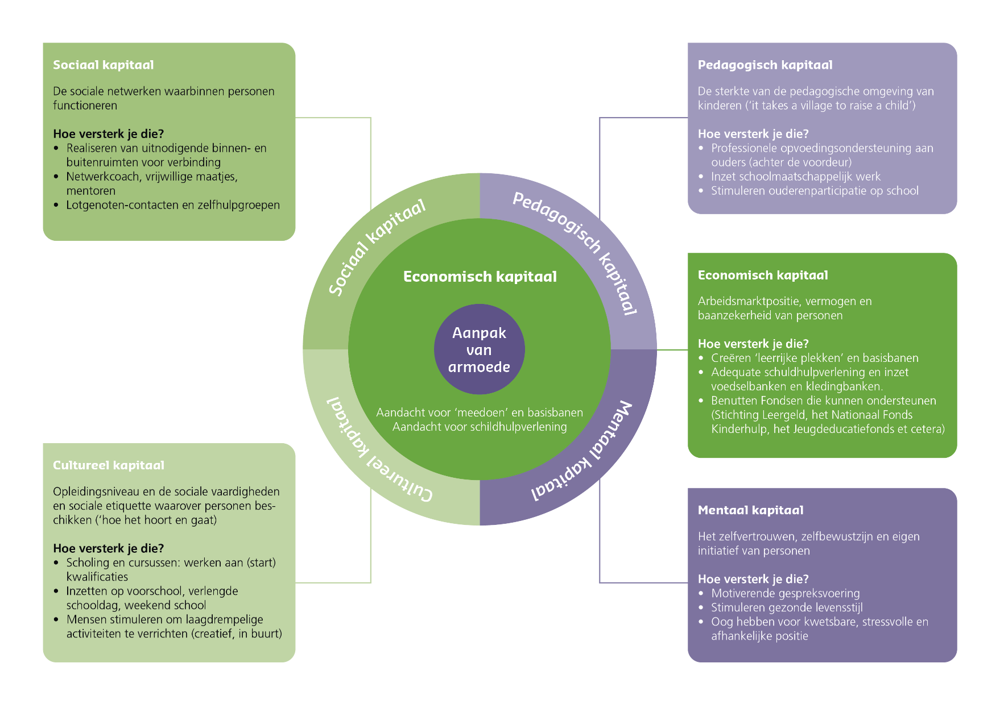 Sociaal kapitaal
De sociale netwerken waarbinnen personen
functioneren
Hoe versterk je die?
• Realiseren van uitnodigende binnen- en
buitenruimten voor verbinding
• Netwerkcoach, vrijwillige maatjes,
mentoren
• Lotgenoten-contacten en zelfhulpgroepen
Pedagogisch kapitaal
De sterkte van de pedagogische omgeving van
kinderen (‘it takes a village to raise a child’)
Hoe versterk je die?
• Professionele opvoedingsondersteuning aan
ouders (achter de voordeur)
• Inzet schoolmaatschappelijk werk
• Stimuleren ouderenparticipatie op school
Sociaal kapitaal
Pedagogisch kapitaal
Economisch kapitaal
Aanpak
van
armoede
Aandacht voor ‘meedoen’ en basisbanen
Aandacht voor schildhulpverlening
Cultureel kapitaal
Mentaal kapitaal
Economisch kapitaal
Arbeidsmarktpositie, vermogen en
baanzekerheid van personen
Hoe versterk je die?
• Creëren ‘leerrijke plekken’ en basisbanen
• Adequate schuldhulpverlening en inzet
voedselbanken en kledingbanken.
• Benutten Fondsen die kunnen ondersteunen
(Stichting Leergeld, het Nationaal Fonds
Kinderhulp, het Jeugdeducatiefonds et cetera)
Cultureel kapitaal
Opleidingsniveau en de sociale vaardigheden
en sociale etiquette waarover personen bes-
chikken (‘hoe het hoort en gaat)
Hoe versterk je die?
• Scholing en cursussen: werken aan (start)
kwalificaties
• Inzetten op voorschool, verlengde
schooldag, weekend school
• Mensen stimuleren om laagdrempelige
activiteiten te verrichten (creatief, in buurt)
Mentaal kapitaal
Het zelfvertrouwen, zelfbewustzijn en eigen
initiatief van personen
Hoe versterk je die?
• Motiverende gespreksvoering
• Stimuleren gezonde levensstijl
• Oog hebben voor kwetsbare, stressvolle en
afhankelijke positie